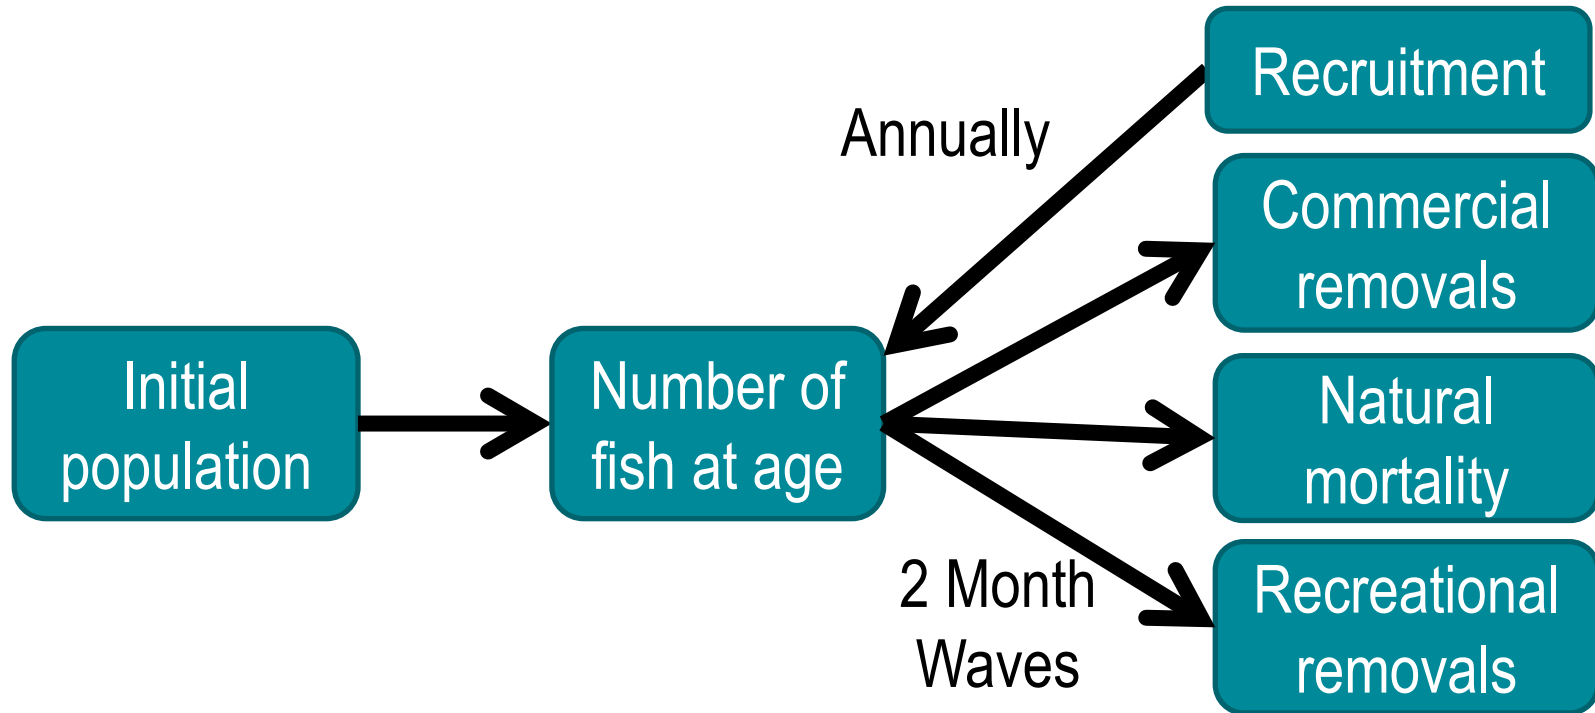 Recruitment
Annually
Commercial
removals
Initial
population
Number of
fish at age
Natural
mortality
2 Month
Waves
Recreational
removals